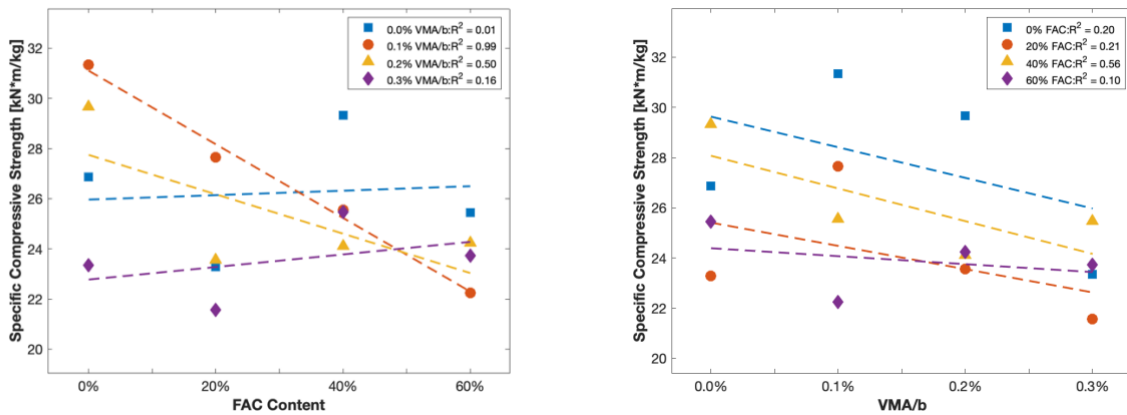 Specific Compressive Strength [kN*m/kg]
32
30
28
26
24
22
20
0%
20%
40%
60%
FAC Content
0.0% VMA/b:R² = 0.01
0.1% VMA/b:R² = 0.99
0.2% VMA/b:R² = 0.50
0.3% VMA/b:R² = 0.16
Specific Compressive Strength [kN*m/kg]
32
30
28
26
24
22
20
0.0%
0.1%
0.2%
0.3%
VMA/b
0% FAC:R² = 0.20
20% FAC:R² = 0.21
40% FAC:R² = 0.56
60% FAC:R² = 0.10